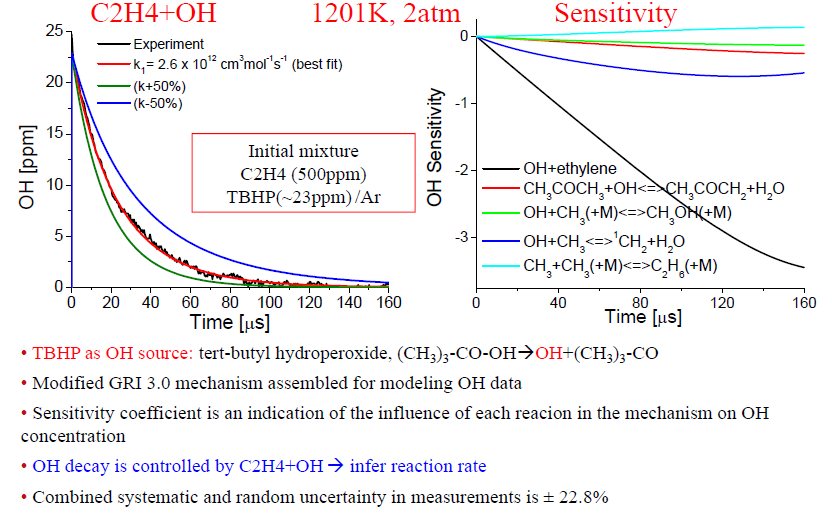 C2H4+OH 1201K, 2atm Sensitivity
25
20
15
10
5
0
OH [ppm]
Experiment
k₁= 2.6 x 10¹² cm³mol⁻¹s⁻¹ (best fit)
(k+50%)
(k-50%)
Initial mixture
C2H4 (500ppm)
TBHP(~23ppm) /Ar
0 20 40 60 80 100 120 140 160
Time [μs]
0
-1
-2
-3
OH Sensitivity
OH+ethylene
CH₃COCH₃+OH<=>CH₃COCH₂+H₂O
OH+CH₃(+M)<=>CH₃OH(+M)
OH+CH₃<=>¹CH₂+H₂O
CH₃+CH₃(+M)<=>C₂H₆(+M)
0 40 80 120 160
Time [μs]
• TBHP as OH source: tert-butyl hydroperoxide, (CH3)3-CO-OH→OH+(CH3)3-CO
• Modified GRI 3.0 mechanism assembled for modeling OH data
• Sensitivity coefficient is an indication of the influence of each reacion in the mechanism on OH
concentration
• OH decay is controlled by C2H4+OH → infer reaction rate
• Combined systematic and random uncertainty in measurements is ± 22.8%